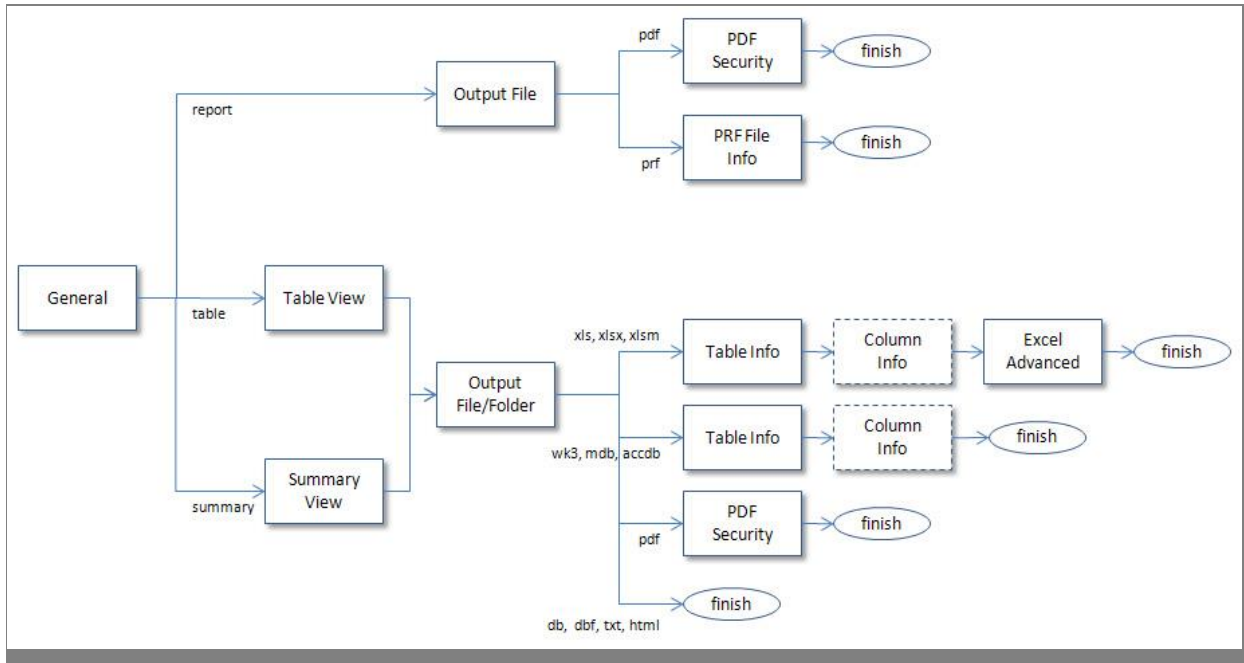 pdf
PDF
Security
finish
Output File
report
PRF File
Info
finish
prf
General
Table View
table
xls, xlsx, xlsm
Table Info
Column
Info
Excel
Advanced
finish
Output
File/Folder
Table Info
Column
Info
finish
wk3, mdb, accdb
Summary
View
summary
PDF
Security
finish
pdf
finish
db, dbf, txt, html